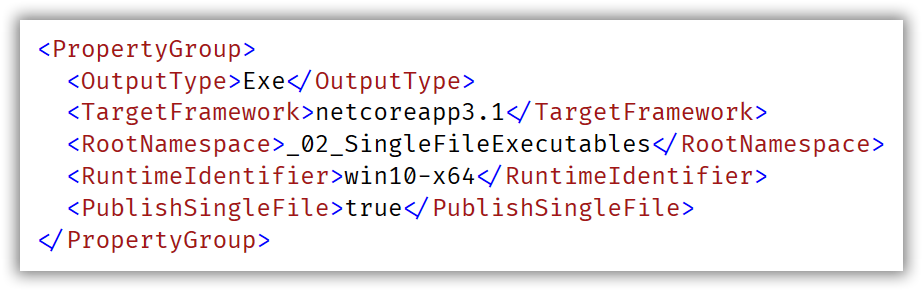 <PropertyGroup>
<OutputType>Exe</OutputType>
<TargetFramework>netcoreapp3.1</TargetFramework>
<RootNamespace>_02_SingleFileExecutables</RootNamespace>
<RuntimeIdentifier>win10-x64</RuntimeIdentifier>
<PublishSingleFile>true</PublishSingleFile>
</PropertyGroup>